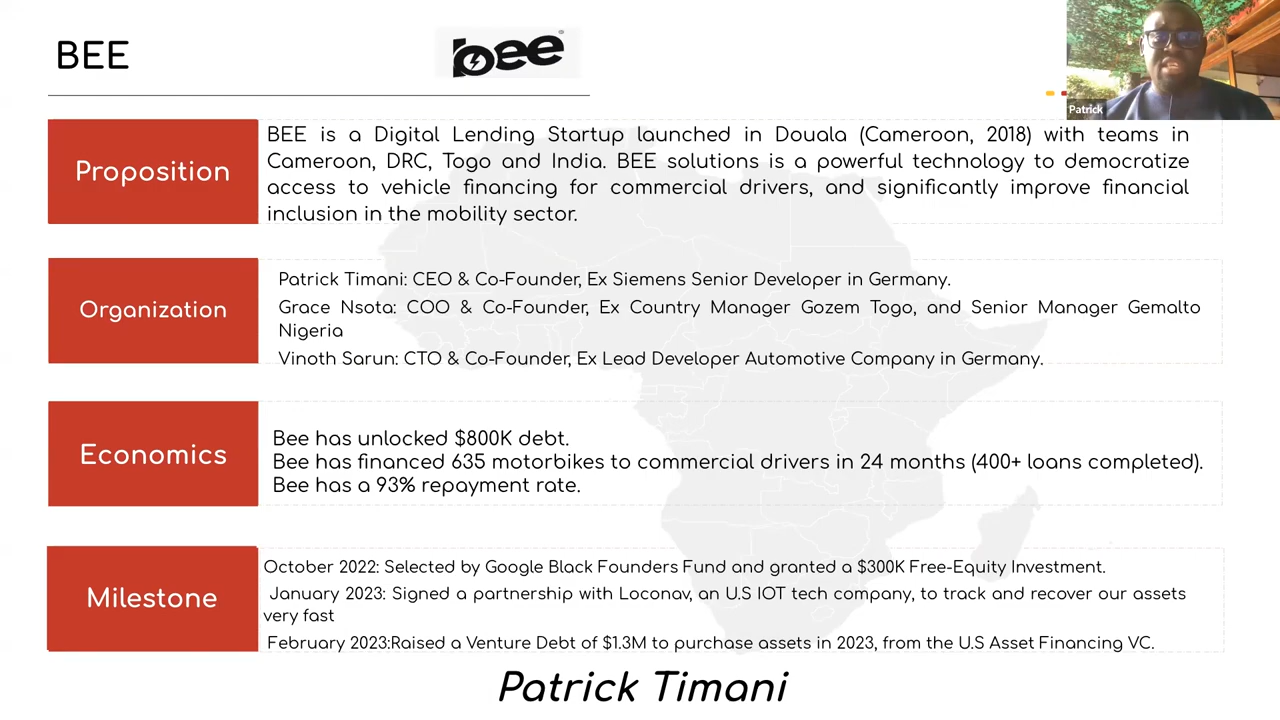 BEE
bee
Patrick
Proposition
BEE is a Digital Lending Startup launched in Douala (Cameroon, 2018) with teams in
Cameroon, DRC, Togo and India. BEE solutions is a powerful technology to democratize
access to vehicle financing for commercial drivers, and significantly improve financial
inclusion in the mobility sector.
Organization
Patrick Timani: CEO & Co-Founder, Ex Siemens Senior Developer in Germany.
Grace Nsota: COO & Co-Founder, Ex Country Manager Gozem Togo, and Senior Manager Gemalto
Nigeria
Vinoth Sarun: CTO & Co-Founder, Ex Lead Developer Automotive Company in Germany.
Economics
Bee has unlocked $800K debt.
Bee has financed 635 motorbikes to commercial drivers in 24 months (400+ loans completed).
Bee has a 93% repayment rate.
Milestone
October 2022: Selected by Google Black Founders Fund and granted a $300K Free-Equity Investment.
January 2023: Signed a partnership with Loconav, an U.S IOT tech company, to track and recover our assets
very fast
February 2023:Raised a Venture Debt of $1.3M to purchase assets in 2023, from the U.S Asset Financing VC.
Patrick Timani